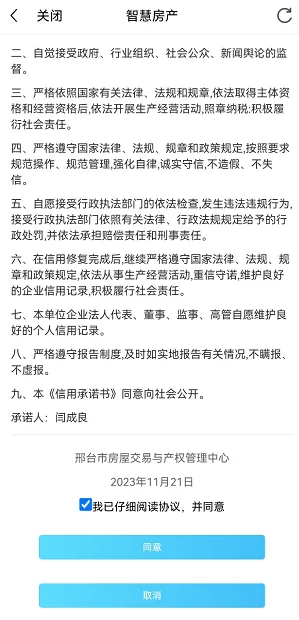 关闭 智慧房产
二、自觉接受政府、行业组织、社会公众、新闻舆论的监
督。
三、严格依照国家有关法律、法规和规章,依法取得主体资
格和经营资格后,依法开展生产经营活动,照章纳税;积极履
衍社会责任。
四、严格遵守国家法律、法规、规章和政策规定,按照要求
规范操作、规范管理,强化自律,诚实守信,不造假、不失
信。
五、自愿接受行政执法部门的依法检查,发生违法违规行为,
接受行政执法部门依照有关法律、行政法规规定给予的行
政处罚,并依法承担赔偿责任和刑事责任。
六、在信用修复完成后,继续严格遵守国家法律、法规、规
章和政策规定,依法从事生产经营活动,重信守诺,维护良好
的企业信用记录,积极履行社会责任。
七、本单位企业法人代表、董事、监事、高管自愿维护良
好的个人信用记录。
八、严格遵守报告制度,及时如实地报告有关情况,不瞒报、
不虚报。
九、本《信用承诺书》同意向社会公开。
承诺人：闫成良
邢台市房屋交易与产权管理中心
2023年11月21日
我已仔细阅读协议，并同意
同意
取消